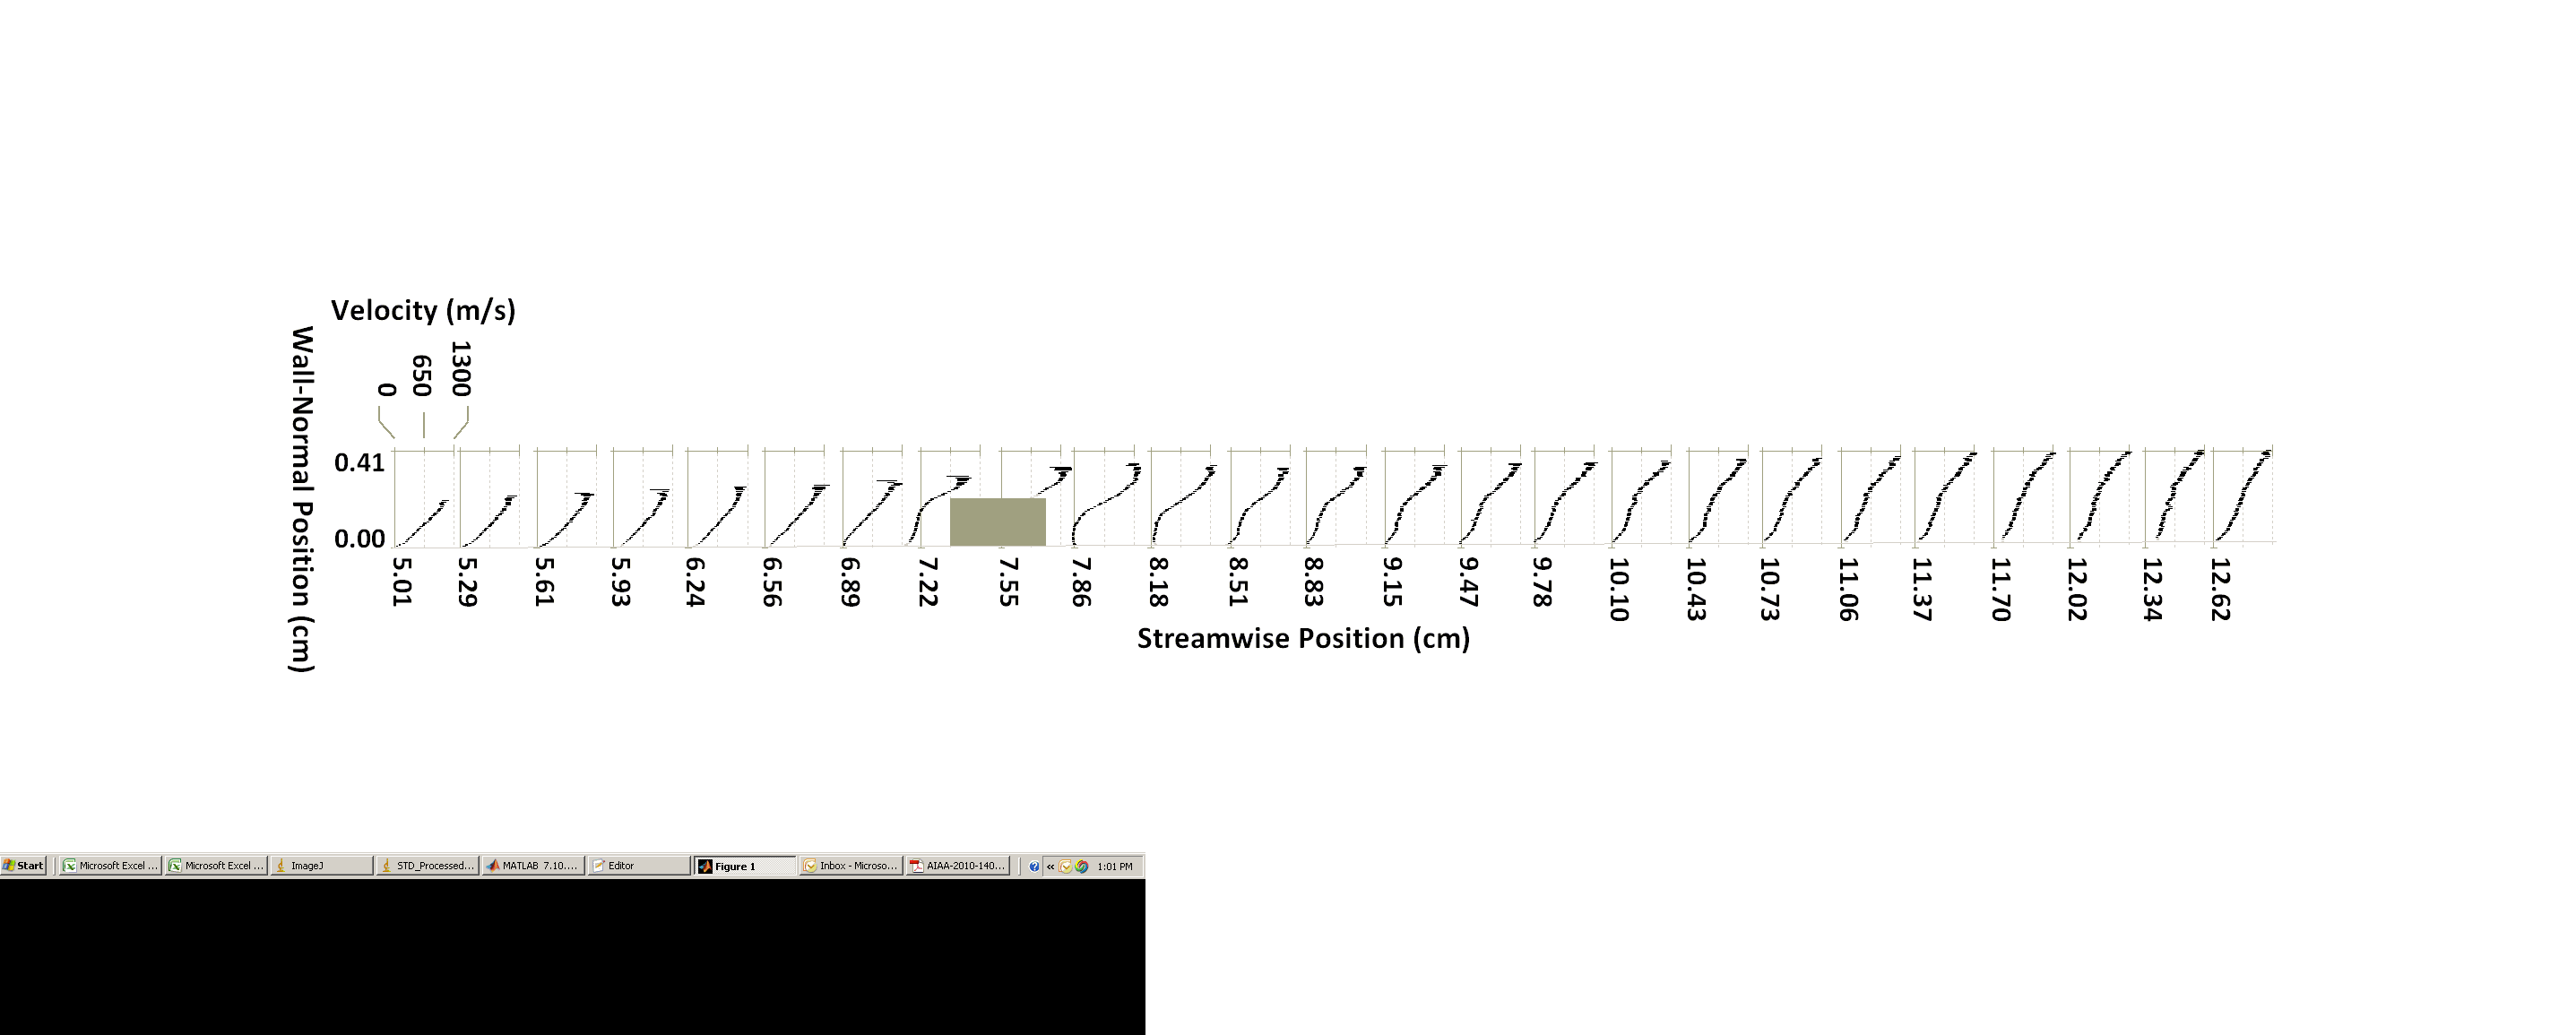 Velocity (m/s)
Wall-Normal Position (cm)
0
650
1300
0.41
0.00
5.01
5.29
5.61
5.93
6.24
6.56
6.89
7.22
7.55
7.86
8.18
8.51
8.83
9.15
9.47
9.78
10.10
10.43
10.73
11.06
11.37
11.70
12.02
12.34
12.62
Streamwise Position (cm)
Start
Microsoft Excel ...
Microsoft Excel ...
ImageJ
STD_Processed...
MATLAB 7.10....
Editor
Figure 1
Inbox - Microso...
AIAA-2010-140...
1:01 PM